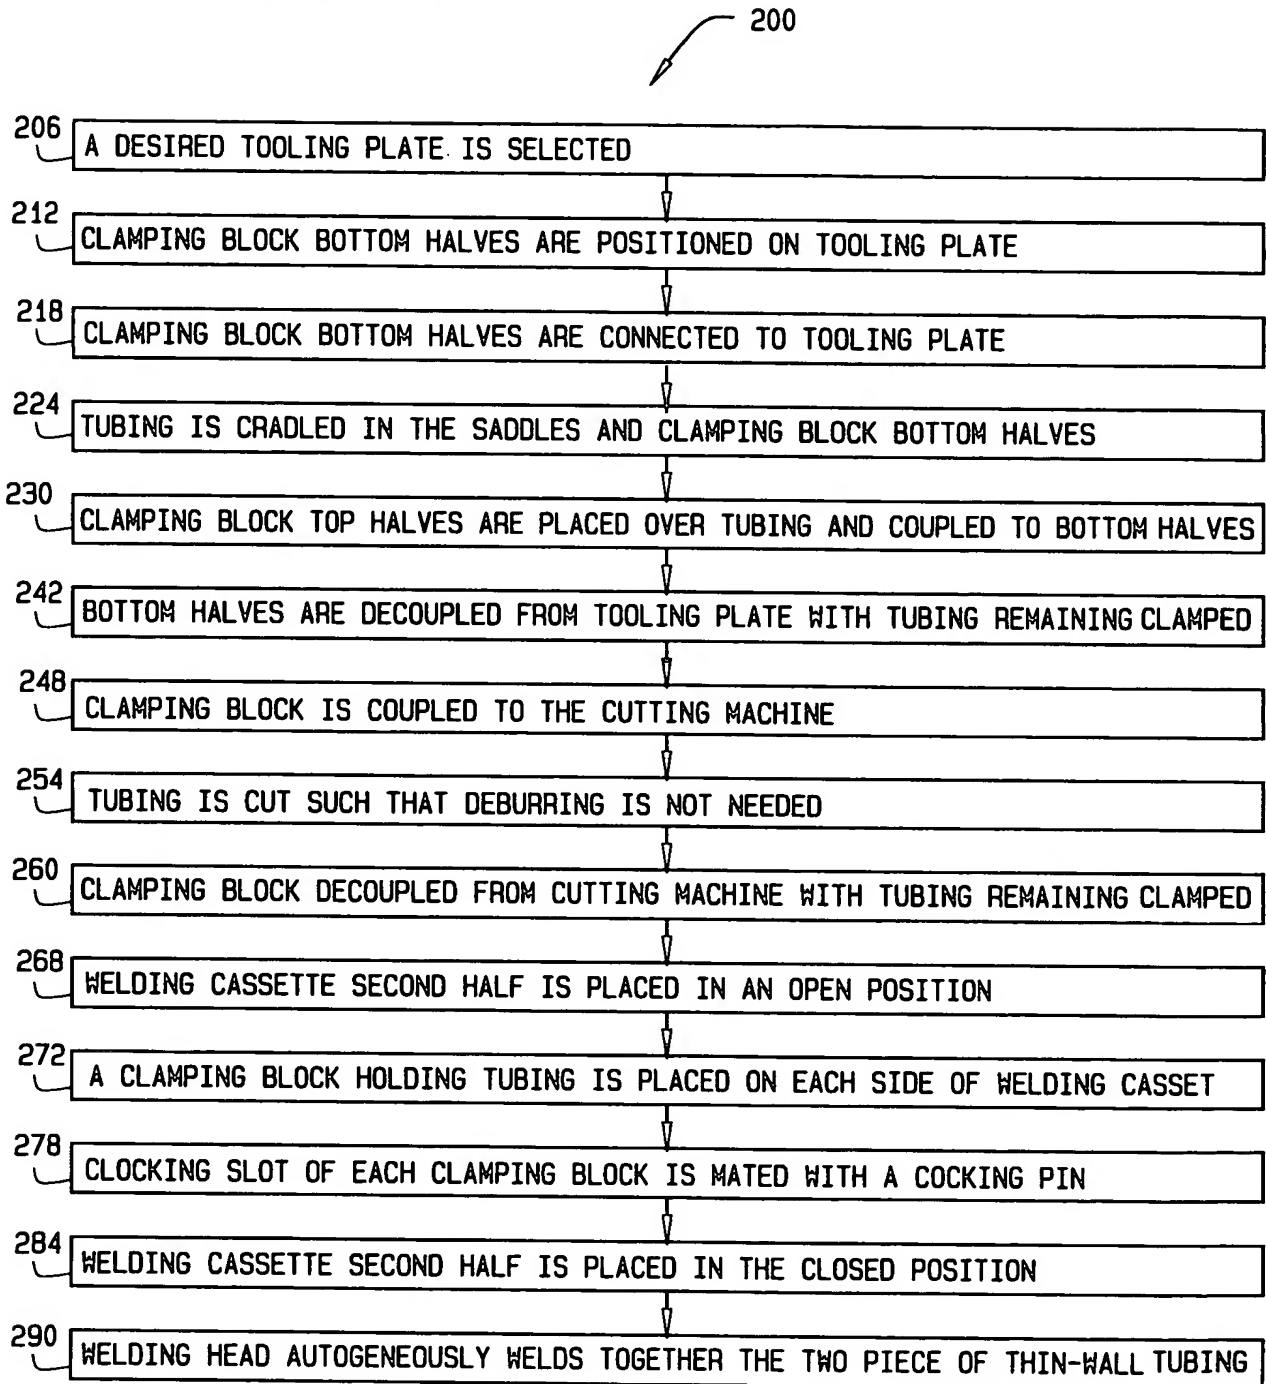 200
206
A DESIRED TOOLING PLATE IS SELECTED
212
CLAMPING BLOCK BOTTOM HALVES ARE POSITIONED ON TOOLING PLATE
218
CLAMPING BLOCK BOTTOM HALVES ARE CONNECTED TO TOOLING PLATE
224
TUBING IS CRADLED IN THE SADDLES AND CLAMPING BLOCK BOTTOM HALVES
230
CLAMPING BLOCK TOP HALVES ARE PLACED OVER TUBING AND COUPLED TO BOTTOM HALVES
242
BOTTOM HALVES ARE DECOUPLED FROM TOOLING PLATE WITH TUBING REMAINING CLAMPED
248
CLAMPING BLOCK IS COUPLED TO THE CUTTING MACHINE
254
TUBING IS CUT SUCH THAT DEBURRING IS NOT NEEDED
260
CLAMPING BLOCK DECOUPLED FROM CUTTING MACHINE WITH TUBING REMAINING CLAMPED
268
WELDING CASSETTE SECOND HALF IS PLACED IN AN OPEN POSITION
272
A CLAMPING BLOCK HOLDING TUBING IS PLACED ON EACH SIDE OF WELDING CASSET
278
CLOCKING SLOT OF EACH CLAMPING BLOCK IS MATED WITH A COCKING PIN
284
WELDING CASSETTE SECOND HALF IS PLACED IN THE CLOSED POSITION
290
WELDING HEAD AUTOGENEOUSLY WELDS TOGETHER THE TWO PIECE OF THIN-WALL TUBING